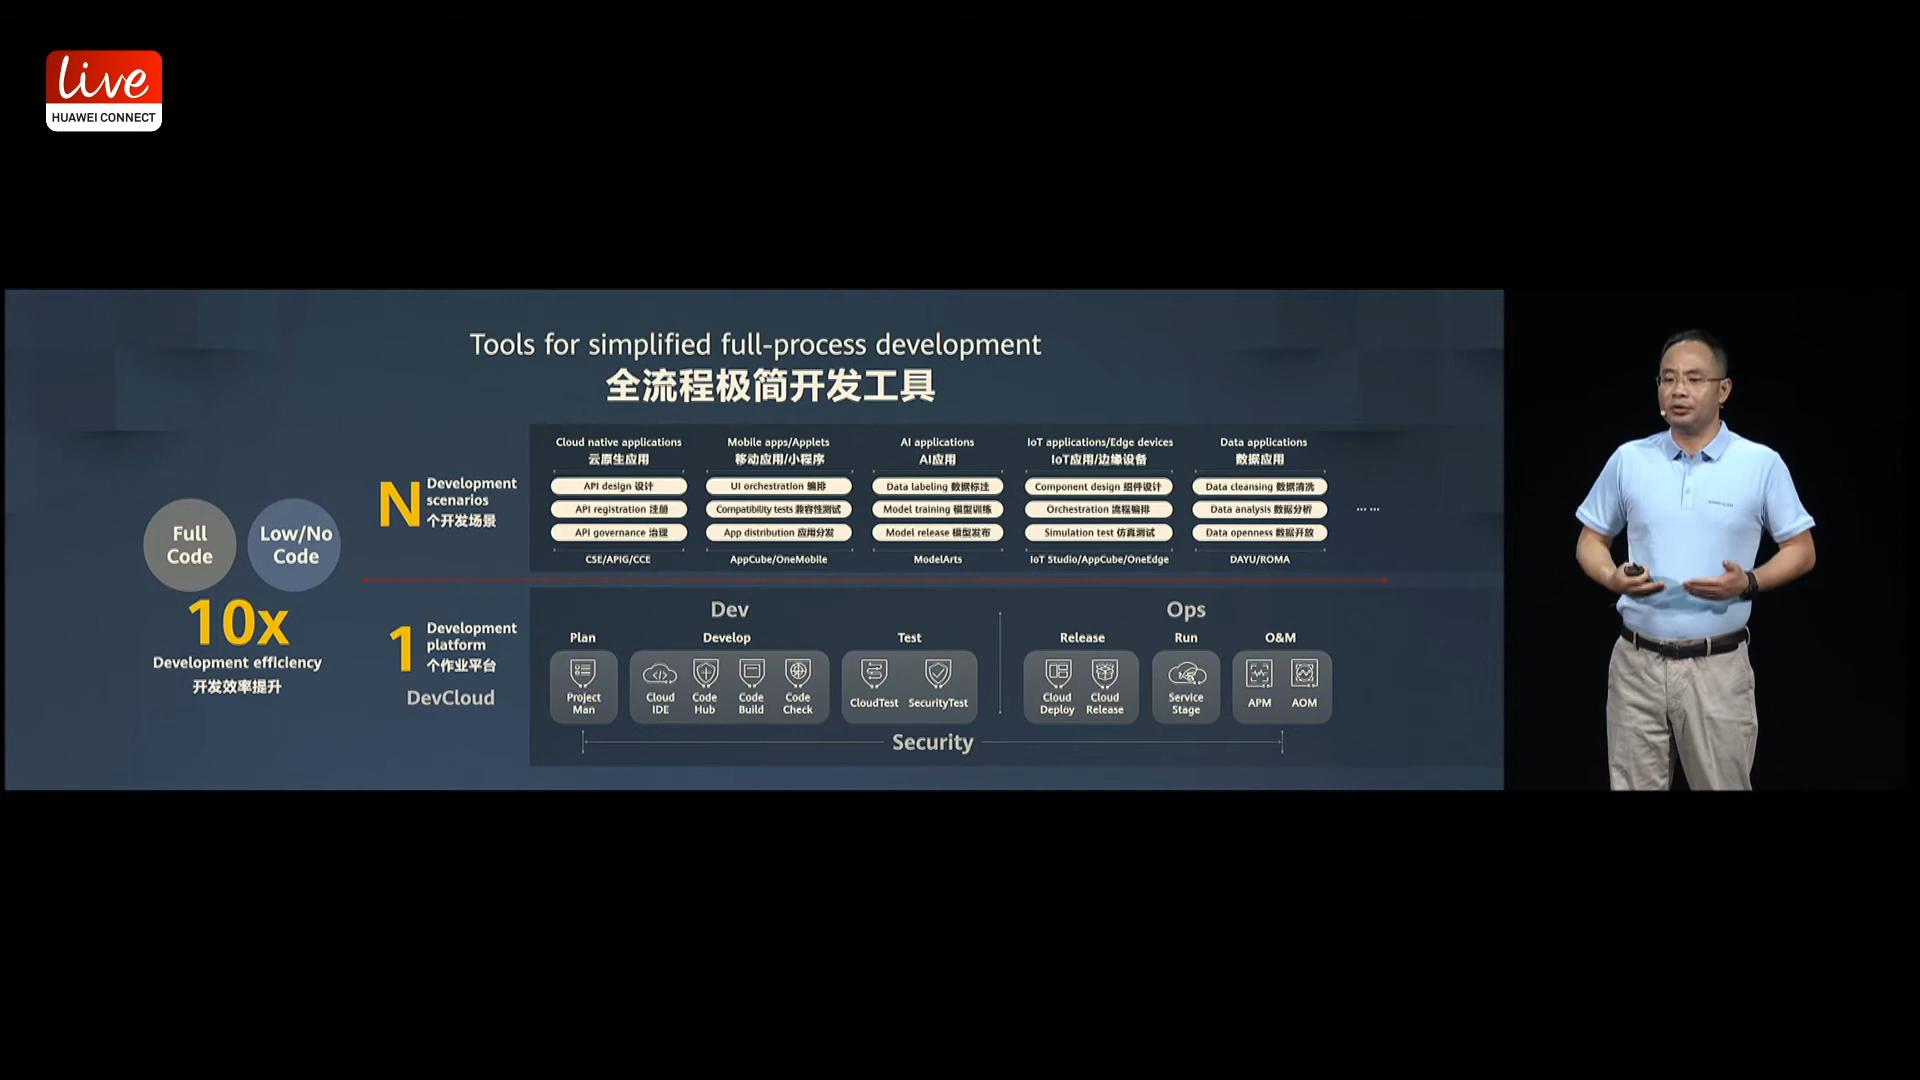 live
HUAWEI CONNECT
Tools for simplified full-process development
全流程极简开发工具
Full Code
Low/No Code
10x
Development efficiency
开发效率提升
N
Development scenarios
个开发场景
Cloud native applications
云原生应用
API design 设计
API registration 注册
API governance 治理
CSE/APIG/CCE
Mobile apps/Applets
移动应用/小程序
UI orchestration 编排
Compatibility tests 兼容性测试
App distribution 应用分发
AppCube/OneMobile
AI applications
AI应用
Data labeling 数据标注
Model training 模型训练
Model release 模型发布
ModelArts
IoT applications/Edge devices
IoT应用/边缘设备
Component design 组件设计
Orchestration 流程编排
Simulation test 仿真测试
IoT Studio/AppCube/OneEdge
Data applications
数据应用
Data cleansing 数据清洗
Data analysis 数据分析
Data openness 数据开放
DAYU/ROMA
... ...
1
Development platform
个作业平台
DevCloud
Dev
Plan
Project Man
Develop
Cloud IDE
Code Hub
Code Build
Code Check
Test
CloudTest
SecurityTest
Ops
Release
Cloud Deploy
Cloud Release
Run
Service Stage
O&M
APM
AOM
Security